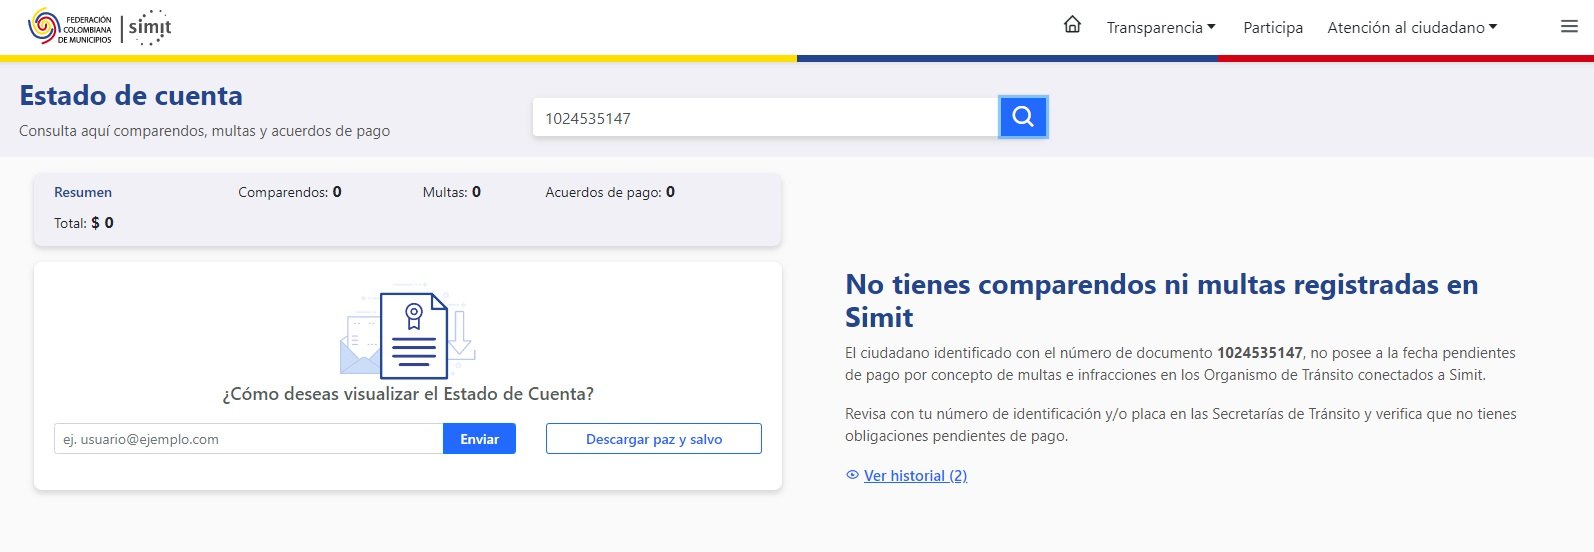 FEDERACIÓN
COLOMBIANA
DE MUNICIPIOS
simit
Transparencia
Participa
Atención al ciudadano
Estado de cuenta
Consulta aquí comparendos, multas y acuerdos de pago
1024535147
Resumen
Comparendos: 0
Multas: 0
Acuerdos de pago: 0
Total: $ 0
¿Cómo deseas visualizar el Estado de Cuenta?
ej. usuario@ejemplo.com
Enviar
Descargar paz y salvo
No tienes comparendos ni multas registradas en
Simit
El ciudadano identificado con el número de documento 1024535147, no posee a la fecha pendientes
de pago por concepto de multas e infracciones en los Organismo de Tránsito conectados a Simit.
Revisa con tu número de identificación y/o placa en las Secretarías de Tránsito y verifica que no tienes
obligaciones pendientes de pago.
Ver historial (2)